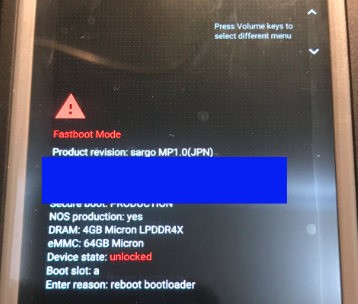 Press Volume keys to
select different menu
Fastboot Mode
Product revision: sargo MP1.0(JPN)
Secure boot: PRODUCTION
NOS production: yes
DRAM: 4GB Micron LPDDR4X
eMMC: 64GB Micron
Device state: unlocked
Boot slot: a
Enter reason: reboot bootloader